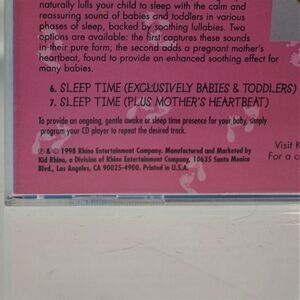 naturally lulls your child to sleep with the calm and
reassuring sound of babies and toddlers in various
phases of sleep, backed by soothing lullabies. Two
options are available: the first captures these sounds
in their pure form; the second adds a pregnant mother's
heartbeat, found to provide an enhanced soothing effect for
many babies.
6. SLEEP TIME (EXCLUSIVELY BABIES & TODDLERS)
7. SLEEP TIME (PLUS MOTHER'S HEARTBEAT)
To provide an ongoing, gentle awake or sleep time presence for your baby, simply
program your CD player to repeat the desired track.
℗ & © 1998 Rhino Entertainment Company. Manufactured and Marketed by
Kid Rhino, a Division of Rhino Entertainment Company, 10635 Santa Monica
Blvd., Los Angeles, CA 90025-4900. Printed in U.S.A.
Visit K
For a c